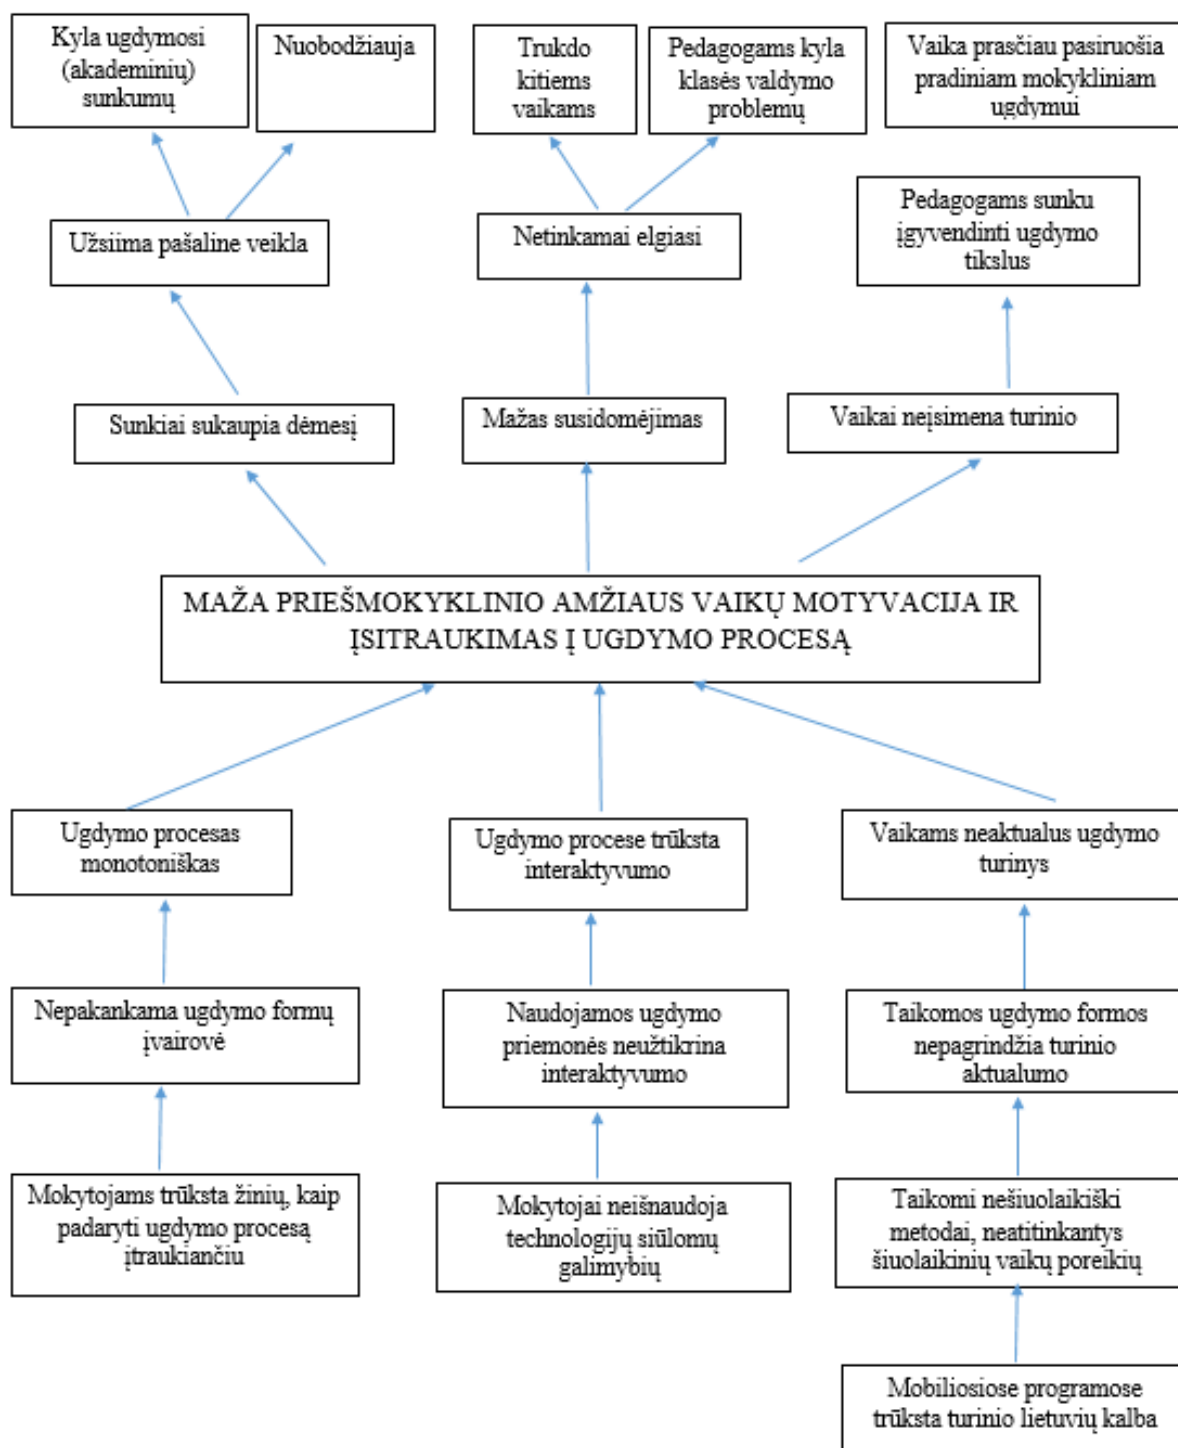 Kyla ugdymosi
(akademinių)
sunkumų
Nuobodžiauja
Trukdo
kitiems
vaikams
Pedagogams kyla
klasės valdymo
problemų
Vaika prasčiau pasiruošia
pradiniam mokykliniam
ugdymui
Užsiima pašaline veikla
Netinkamai elgiasi
Pedagogams sunku
įgyvendinti ugdymo
tikslus
Sunkiai sukaupia dėmesį
Mažas susidomėjimas
Vaikai neįsimena turinio
MAŽA PRIEŠMOKYKLINIO AMŽIAUS VAIKŲ MOTYVACIJA IR
ĮSITRAUKIMAS Į UGDYMO PROCESĄ
Ugdymo procesas
monotoniškas
Ugdymo procese trūksta
interaktyvumo
Vaikams neaktualus ugdymo
turinys
Nepakankama ugdymo formų
įvairovė
Naudojamos ugdymo
priemonės neužtikrina
interaktyvumo
Taikomos ugdymo formos
nepagrindžia turinio
aktualumo
Mokytojams trūksta žinių, kaip
padaryti ugdymo procesą
įtraukiančiu
Mokytojai neišnaudoja
technologijų siūlomų
galimybių
Taikomi nešiuolaikiški
metodai, neatitinkantys
šiuolaikinių vaikų poreikių
Mobiliosiose programose
trūksta turinio lietuvių kalba